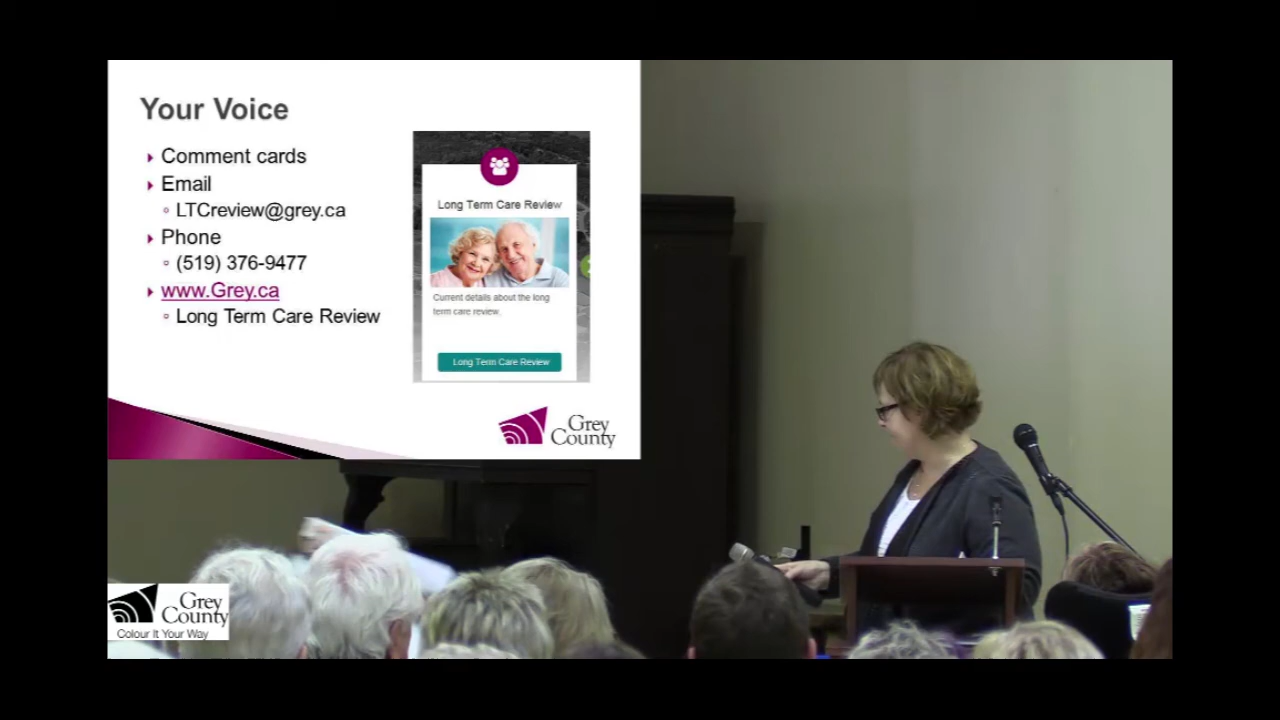 Your Voice
Comment cards
Email
LTCreview@grey.ca
Phone
(519) 376-9477
www.Grey.ca
Long Term Care Review
Long Term Care Review
Current details about the long
term care review.
Long Term Care Review
Grey
County
Grey
County
Colour It Your Way